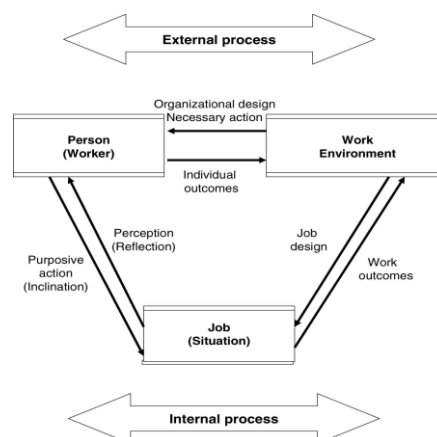 External process
Organizational design
Necessary action
Person
(Worker)
Work
Environment
Individual
outcomes
Perception
(Reflection)
Job
design
Purposive
action
(Inclination)
Work
outcomes
Job
(Situation)
Internal process